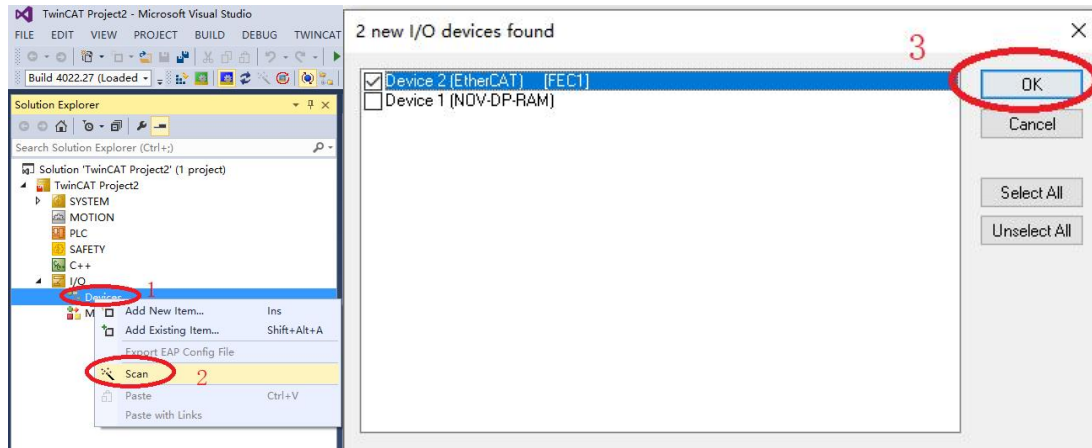 TwinCAT Project2 - Microsoft Visual Studio
FILE EDIT VIEW PROJECT BUILD DEBUG TWINCAT
Build 4022.27 (Loaded
Solution Explorer
Search Solution Explorer (Ctrl+;)
Solution 'TwinCAT Project2' (1 project)
TwinCAT Project2
SYSTEM
MOTION
PLC
SAFETY
C++
I/O
Devices 1
M
Add New Item... Ins
Add Existing Item... Shift+Alt+A
Export EAP Config File
Scan 2
Paste Ctrl+V
Paste with Links
2 new I/O devices found
3
Device 2 (EtherCAT) [FEC1]
Device 1 (NOV-DP-RAM)
OK
Cancel
Select All
Unselect All